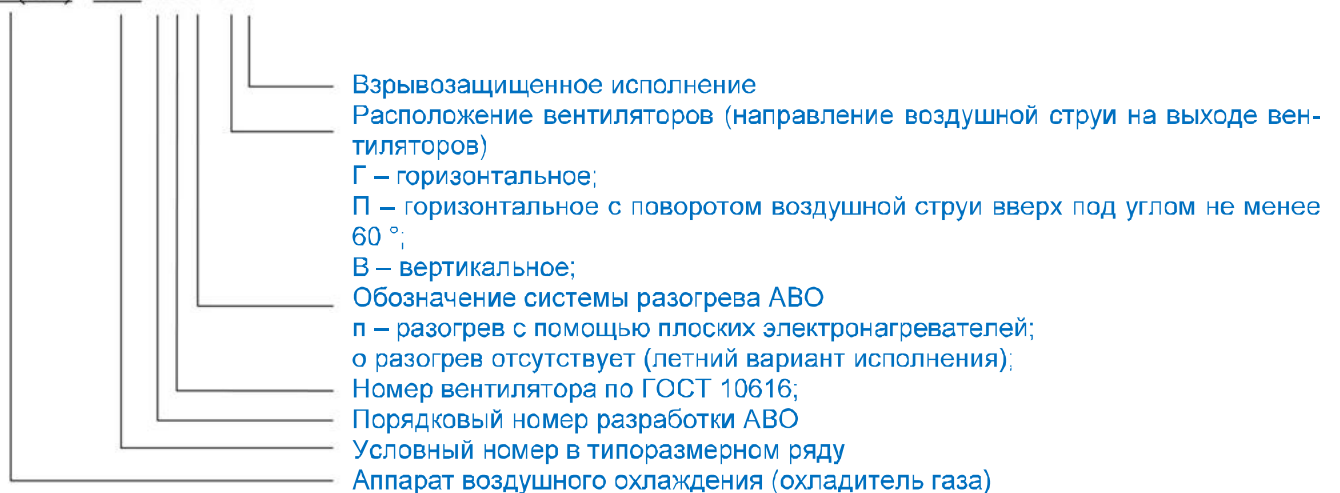 Взрывозащищенное исполнение
Расположение вентиляторов (направление воздушной струи на выходе вен-
тиляторов)
Г – горизонтальное;
П – горизонтальное с поворотом воздушной струи вверх под углом не менее
60 °;
В – вертикальное;
Обозначение системы разогрева АВО
п – разогрев с помощью плоских электронагревателей;
о разогрев отсутствует (летний вариант исполнения);
Номер вентилятора по ГОСТ 10616;
Порядковый номер разработки АВО
Условный номер в типоразмерном ряду
Аппарат воздушного охлаждения (охладитель газа)